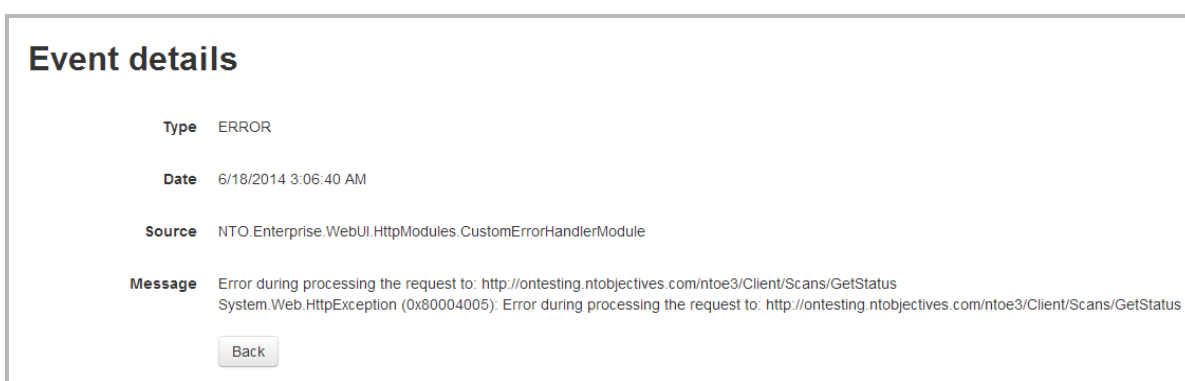 Event details
Type ERROR
Date 6/18/2014 3:06:40 AM
Source NTO.Enterprise.WebUI.HttpModules.CustomErrorHandlerModule
Message Error during processing the request to: http://ontesting.ntobjectives.com/ntoe3/Client/Scans/GetStatus
System.Web.HttpException (0x80004005): Error during processing the request to: http://ontesting.ntobjectives.com/ntoe3/Client/Scans/GetStatus
Back